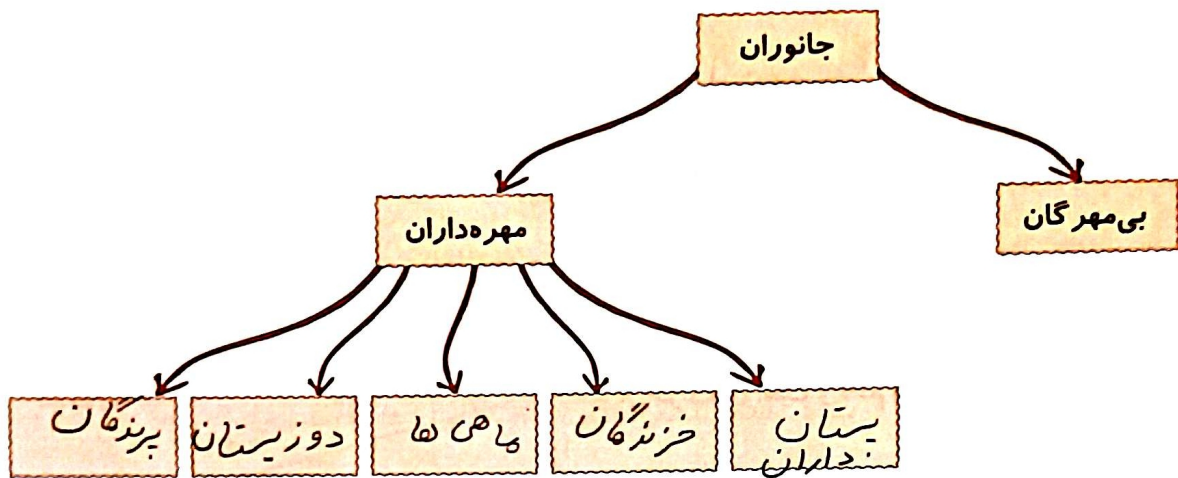 جانوران
بی‌مهرگان
مهره‌داران
پستان
داران
خزندگان
ماهی ها
دوزیستان
پرندگان